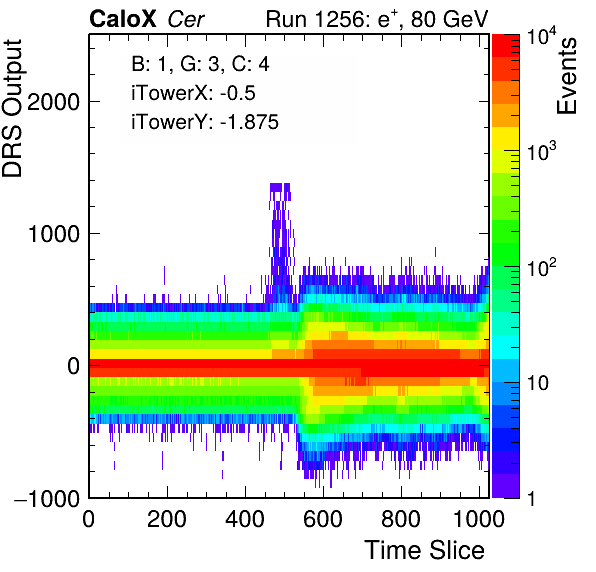 CaloX Cer Run 1256: e⁺, 80 GeV
B: 1, G: 3, C: 4
iTowerX: -0.5
iTowerY: -1.875
DRS Output
2000
1000
0
−1000
0 200 400 600 800 1000
Time Slice
Events
10⁴
10³
10²
10
1